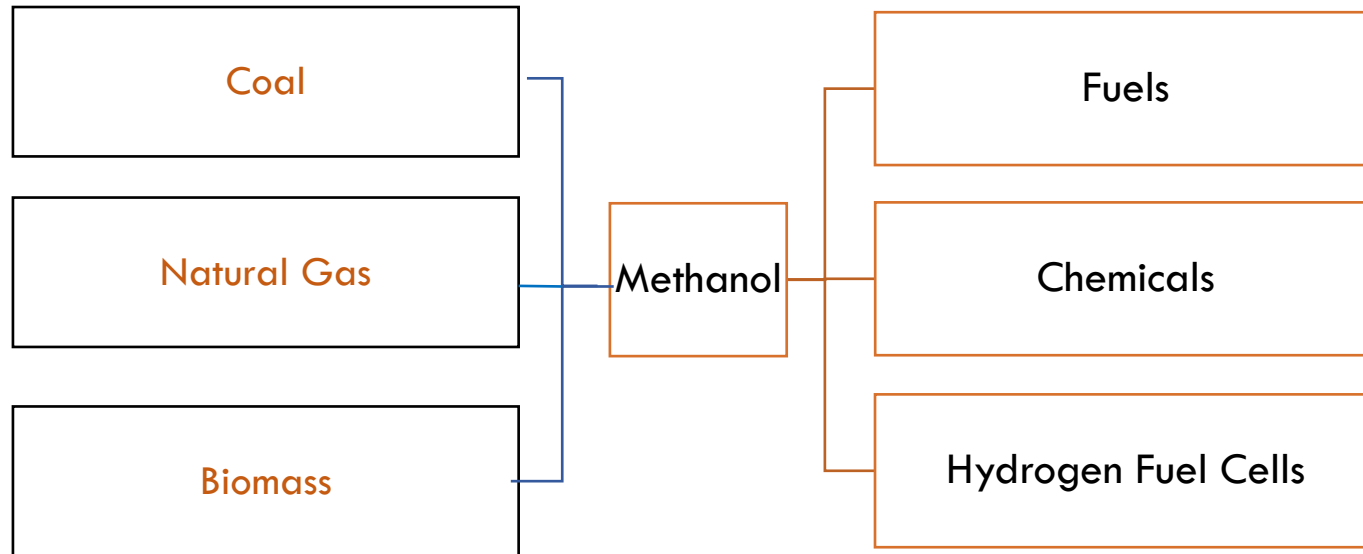 Coal
Natural Gas
Biomass
Methanol
Fuels
Chemicals
Hydrogen Fuel Cells